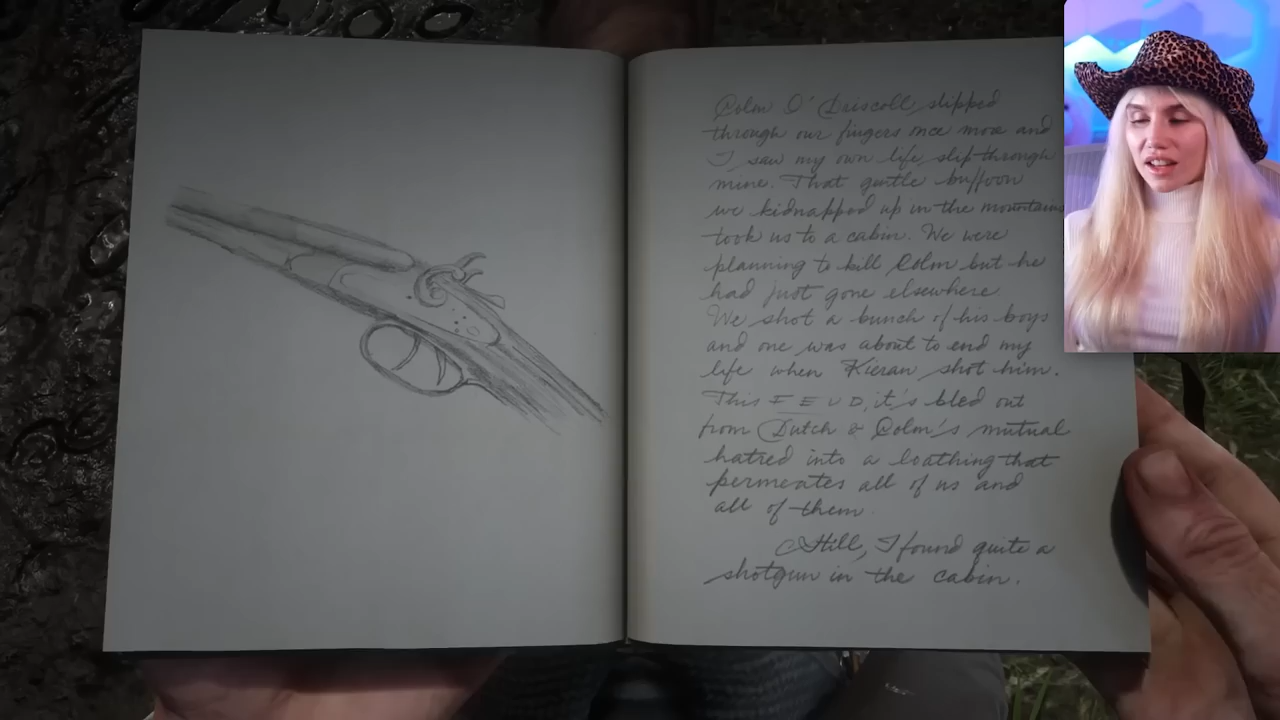 Colm O'Driscoll slipped
through our fingers once more and
I saw my own life slip through
mine. That gentle buffoon
we kidnapped up in the mountains
took us to a cabin. We were
planning to kill Colm but he
had just gone elsewhere.
We shot a bunch of his boys
and one was about to end my
life when Kieran shot him.
This FEUD, it's bled out
from Dutch & Colm's mutual
hatred into a loathing that
permeates all of us and
all of them.
Still, I found quite a
shotgun in the cabin.